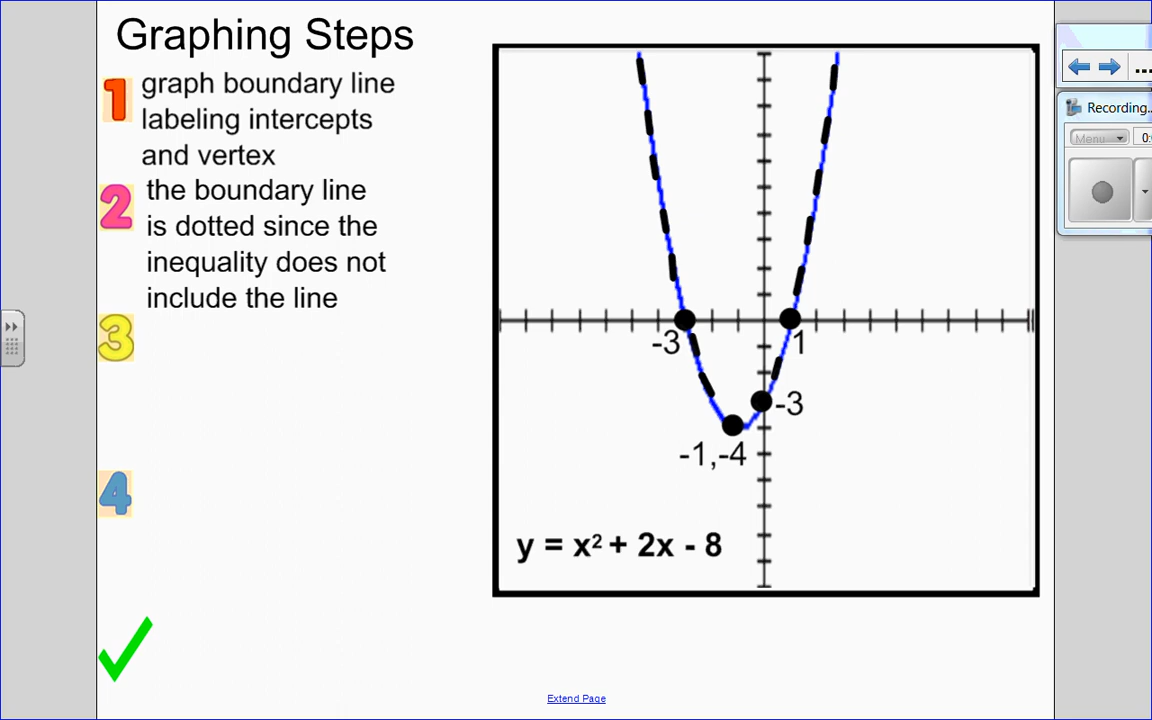 Graphing Steps
1 graph boundary line
labeling intercepts
and vertex
2 the boundary line
is dotted since the
inequality does not
include the line
3
4
-3
1
-3
-1,-4
y = x² + 2x - 8
Extend Page
...
Recording..
Menu
0: